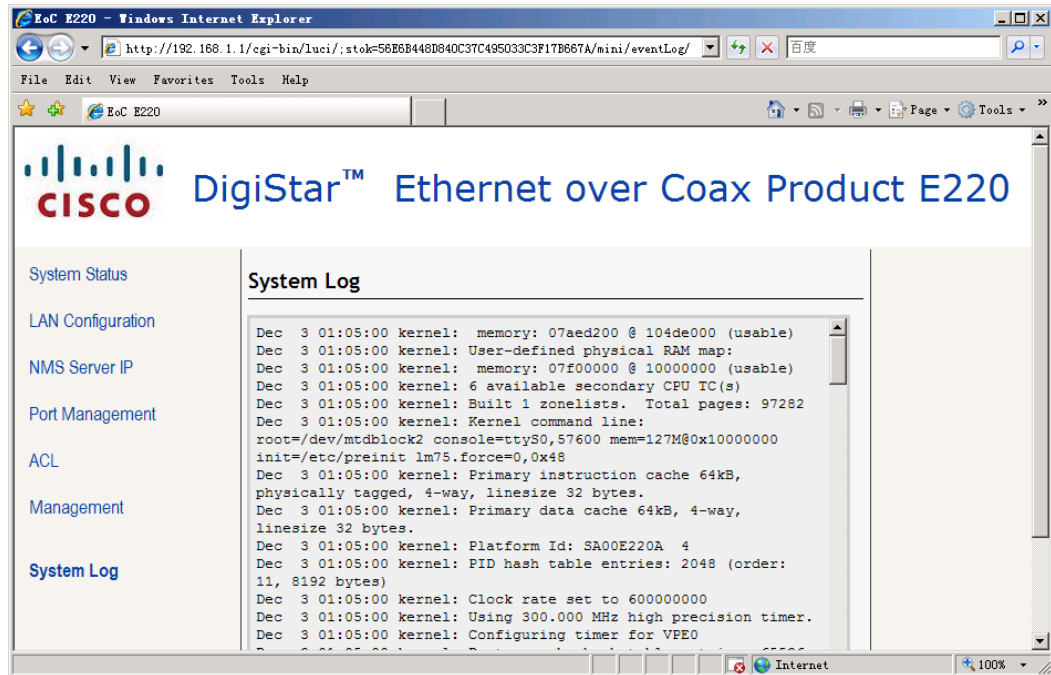 EoC E220 - Windows Internet Explorer
http://192.168.1.1/cgi-bin/luci/;stok=56E6B448D840C37C495033C3F17B667A/mini/eventLog/
百度
File Edit View Favorites Tools Help
EoC E220
Page
Tools
»
CISCO
DigiStar™ Ethernet over Coax Product E220
System Status
LAN Configuration
NMS Server IP
Port Management
ACL
Management
System Log
System Log
Dec 3 01:05:00 kernel: memory: 07aed200 @ 104de000 (usable)
Dec 3 01:05:00 kernel: User-defined physical RAM map:
Dec 3 01:05:00 kernel: memory: 07f00000 @ 10000000 (usable)
Dec 3 01:05:00 kernel: 6 available secondary CPU TC(s)
Dec 3 01:05:00 kernel: Built 1 zonelists. Total pages: 97282
Dec 3 01:05:00 kernel: Kernel command line:
root=/dev/mtdblock2 console=ttyS0,57600 mem=127M@0x10000000
init=/etc/preinit lm75.force=0,0x48
Dec 3 01:05:00 kernel: Primary instruction cache 64kB,
physically tagged, 4-way, linesize 32 bytes.
Dec 3 01:05:00 kernel: Primary data cache 64kB, 4-way,
linesize 32 bytes.
Dec 3 01:05:00 kernel: Platform Id: SA00E220A 4
Dec 3 01:05:00 kernel: PID hash table entries: 2048 (order:
11, 8192 bytes)
Dec 3 01:05:00 kernel: Clock rate set to 600000000
Dec 3 01:05:00 kernel: Using 300.000 MHz high precision timer.
Dec 3 01:05:00 kernel: Configuring timer for VPE0
Internet
100%